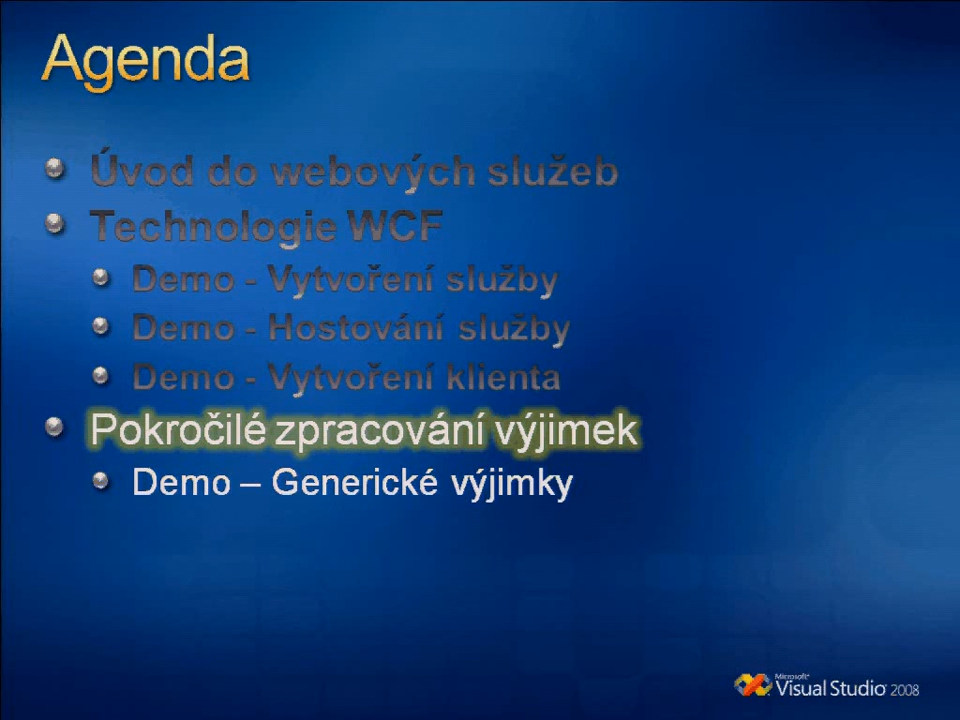 Agenda
Úvod do webových služeb
Technologie WCF
Demo - Vytvoření služby
Demo - Hostování služby
Demo - Vytvoření klienta
Pokročilé zpracování výjimek
Demo – Generické výjimky
Microsoft®
Visual Studio 2008